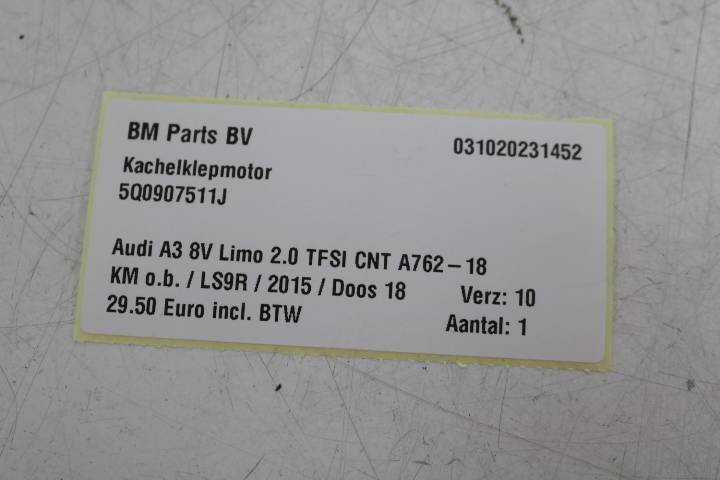 BM Parts BV
031020231452
Kachelklepmotor
5Q0907511J
Audi A3 8V Limo 2.0 TFSI CNT A762-18
KM o.b. / LS9R / 2015 / Doos 18 Verz: 10
29.50 Euro incl. BTW Aantal: 1